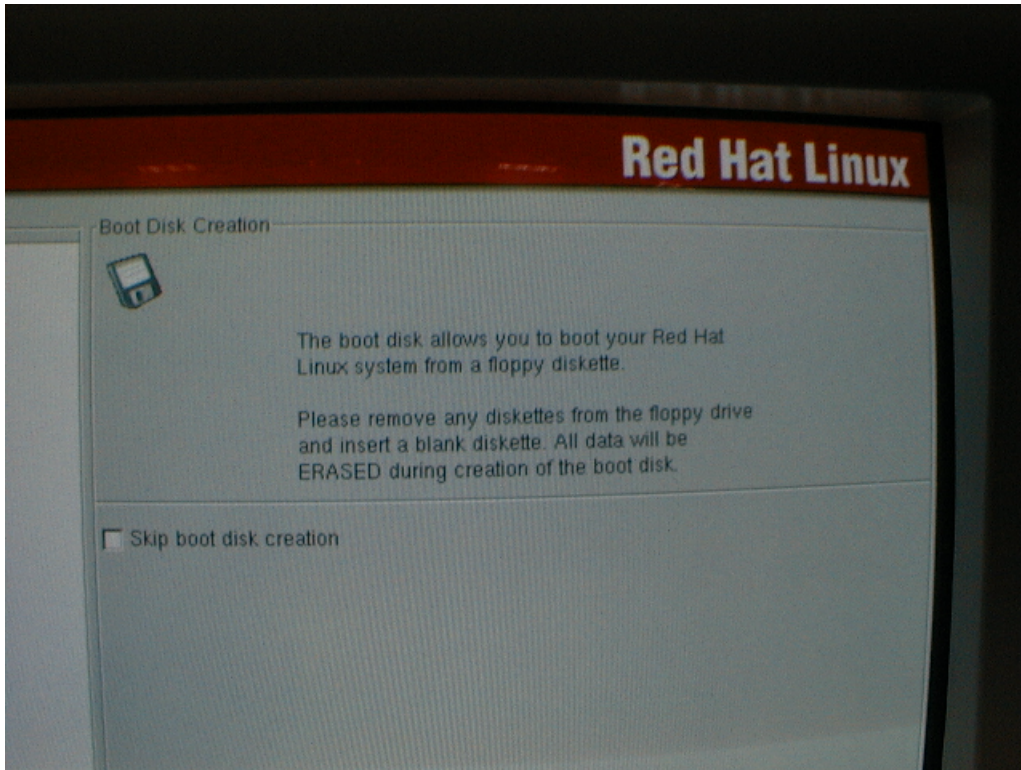 Red Hat Linux
Boot Disk Creation
The boot disk allows you to boot your Red Hat
Linux system from a floppy diskette.
Please remove any diskettes from the floppy drive
and insert a blank diskette. All data will be
ERASED during creation of the boot disk.
Skip boot disk creation